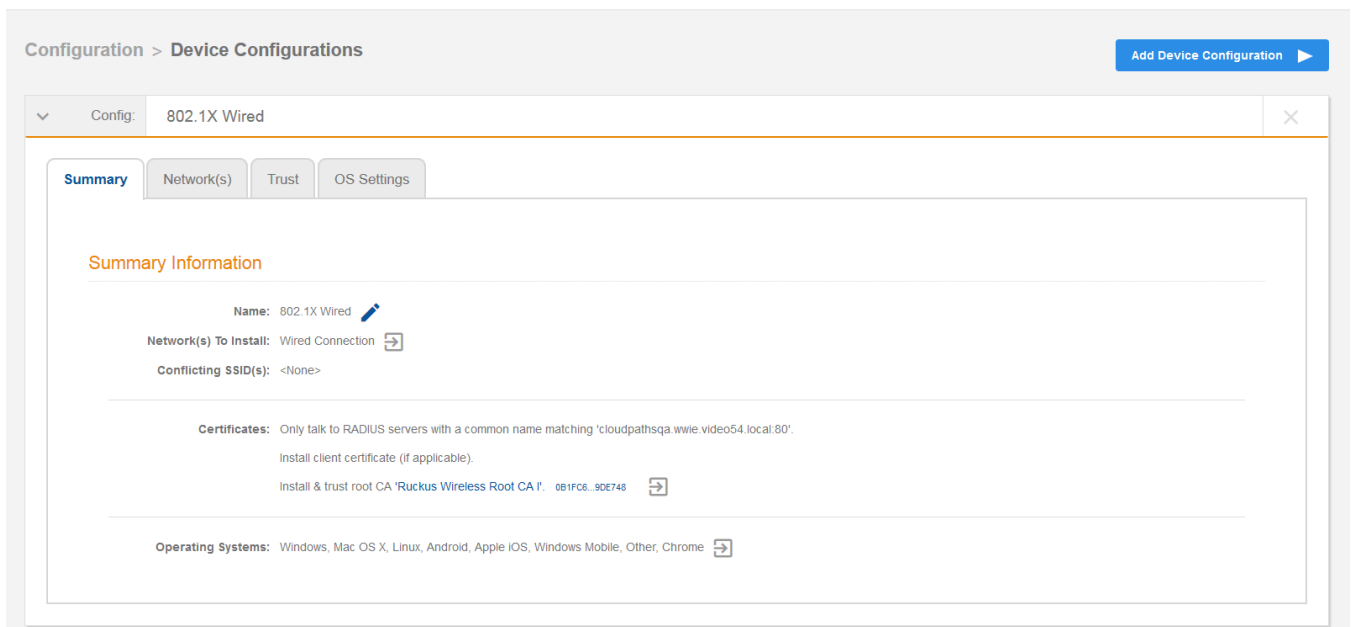 Configuration > Device Configurations
Add Device Configuration
Config: 802.1X Wired
Summary Network(s) Trust OS Settings
Summary Information
Name: 802.1X Wired
Network(s) To Install: Wired Connection
Conflicting SSID(s): <None>
Certificates: Only talk to RADIUS servers with a common name matching 'cloudpathsqa.wwie.video54.local:80'.
Install client certificate (if applicable).
Install & trust root CA 'Ruckus Wireless Root CA I'. 0B1FC6...9DE748
Operating Systems: Windows, Mac OS X, Linux, Android, Apple iOS, Windows Mobile, Other, Chrome